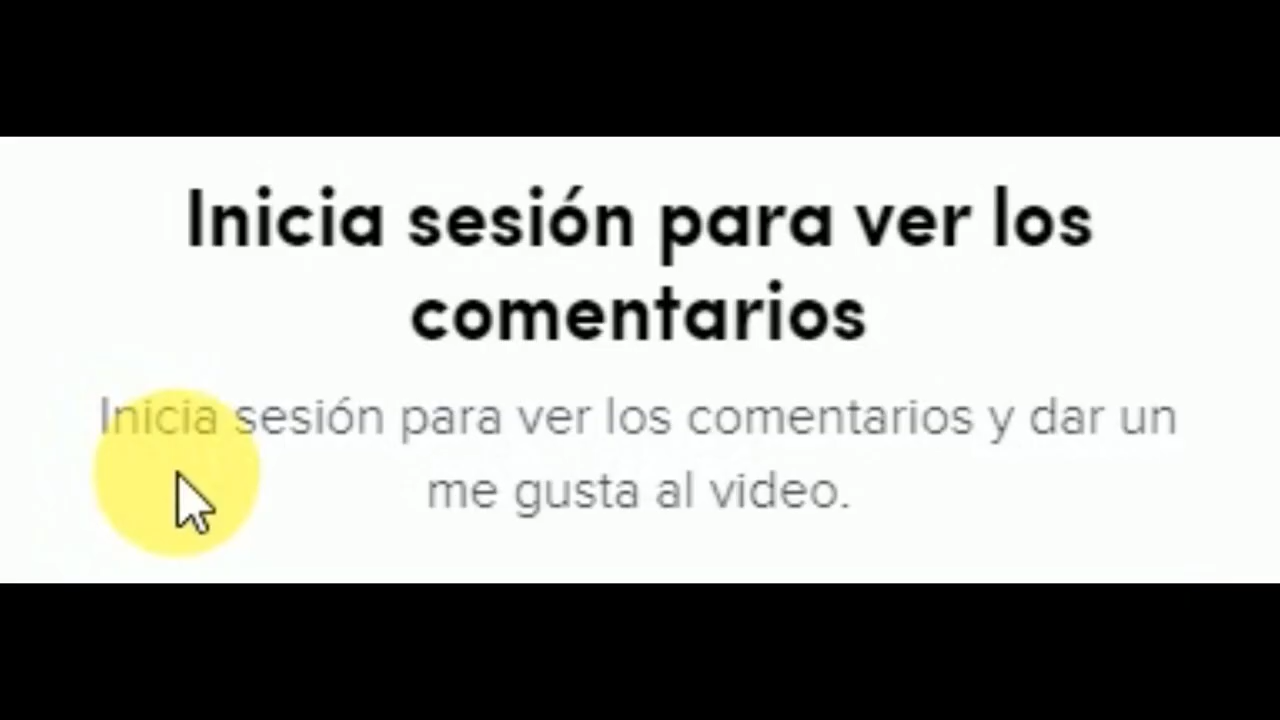 Inicia sesión para ver los
comentarios
Inicia sesión para ver los comentarios y dar un
me gusta al video.